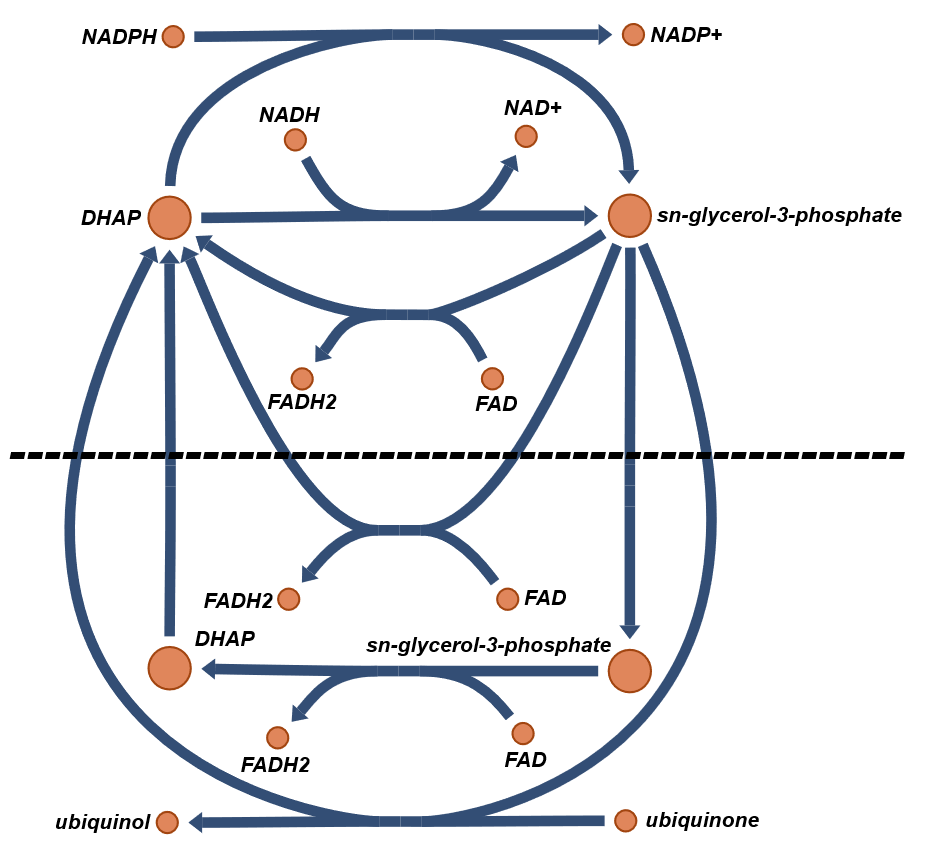 NADPH
NADP+
NADH
NAD+
DHAP
sn-glycerol-3-phosphate
FADH2
FAD
FADH2
FAD
DHAP
sn-glycerol-3-phosphate
FADH2
FAD
ubiquinol
ubiquinone